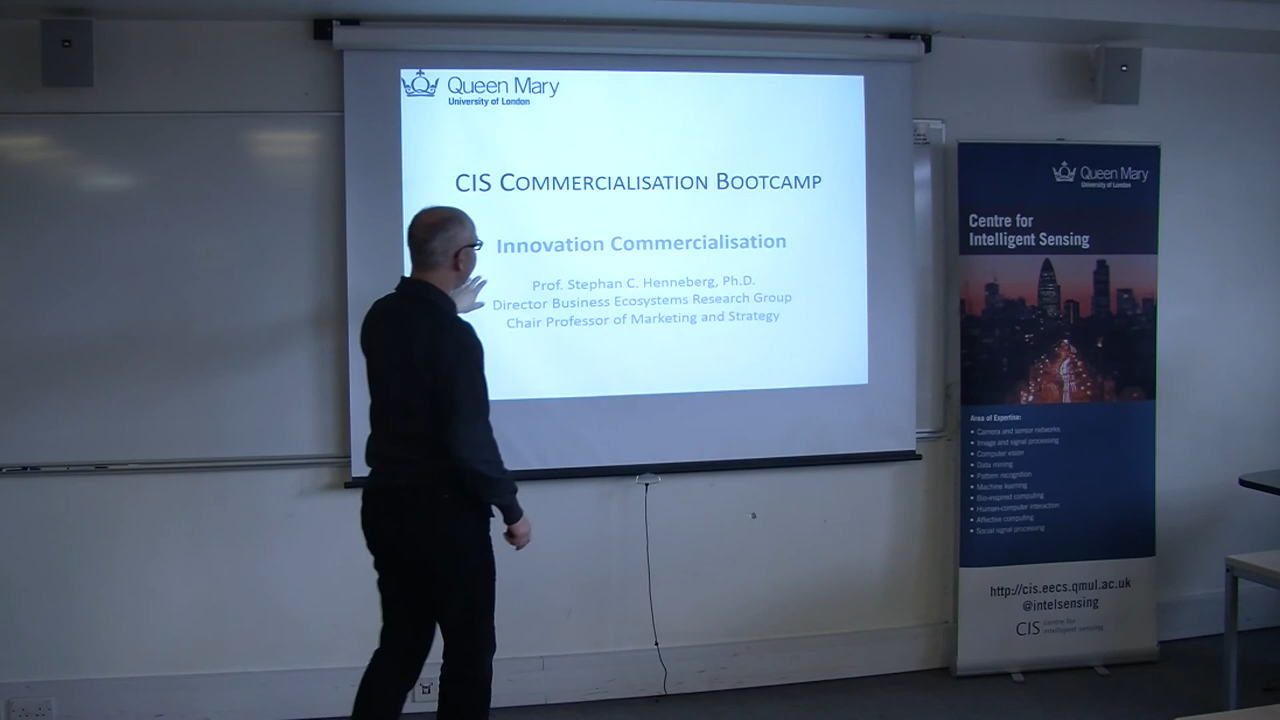 Queen Mary
University of London
CIS COMMERCIALISATION BOOTCAMP
Innovation Commercialisation
Prof. Stephan C. Henneberg, Ph.D.
Director Business Ecosystems Research Group
Chair Professor of Marketing and Strategy
Queen Mary
University of London
Centre for
Intelligent Sensing
Area of Expertise:
• Camera and sensor networks
• Image and signal processing
• Computer vision
• Data mining
• Pattern recognition
• Machine learning
• Bio-inspired computing
• Human-computer interaction
• Affective computing
• Social signal processing
http://cis.eecs.qmul.ac.uk
@intelsensing
CIS centre for
intelligent sensing